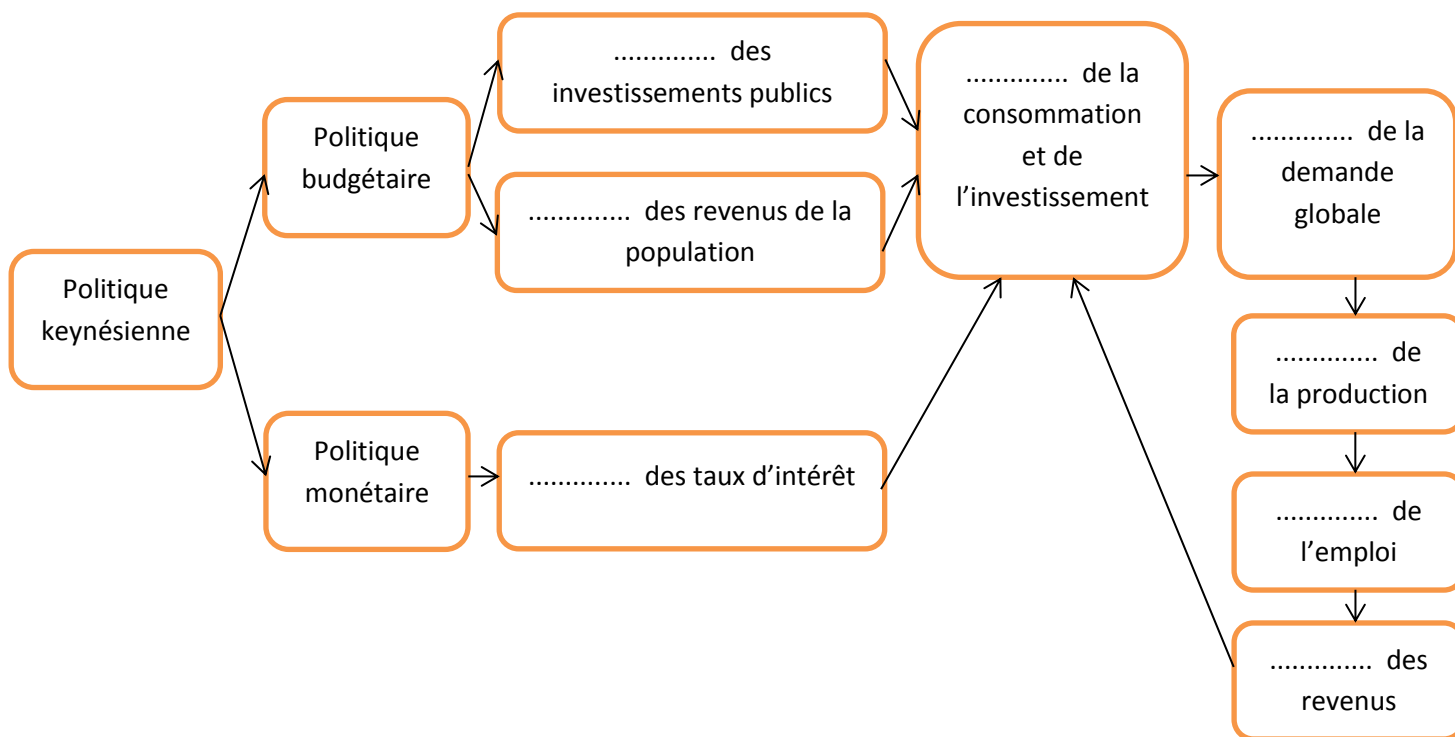 Politique
keynésienne
Politique
budgétaire
.............. des
investissements publics
.............. des revenus de la
population
Politique
monétaire
.............. des taux d’intérêt
.............. de la
consommation
et de
l’investissement
.............. de la
demande
globale
.............. de
la production
.............. de
l’emploi
.............. des
revenus